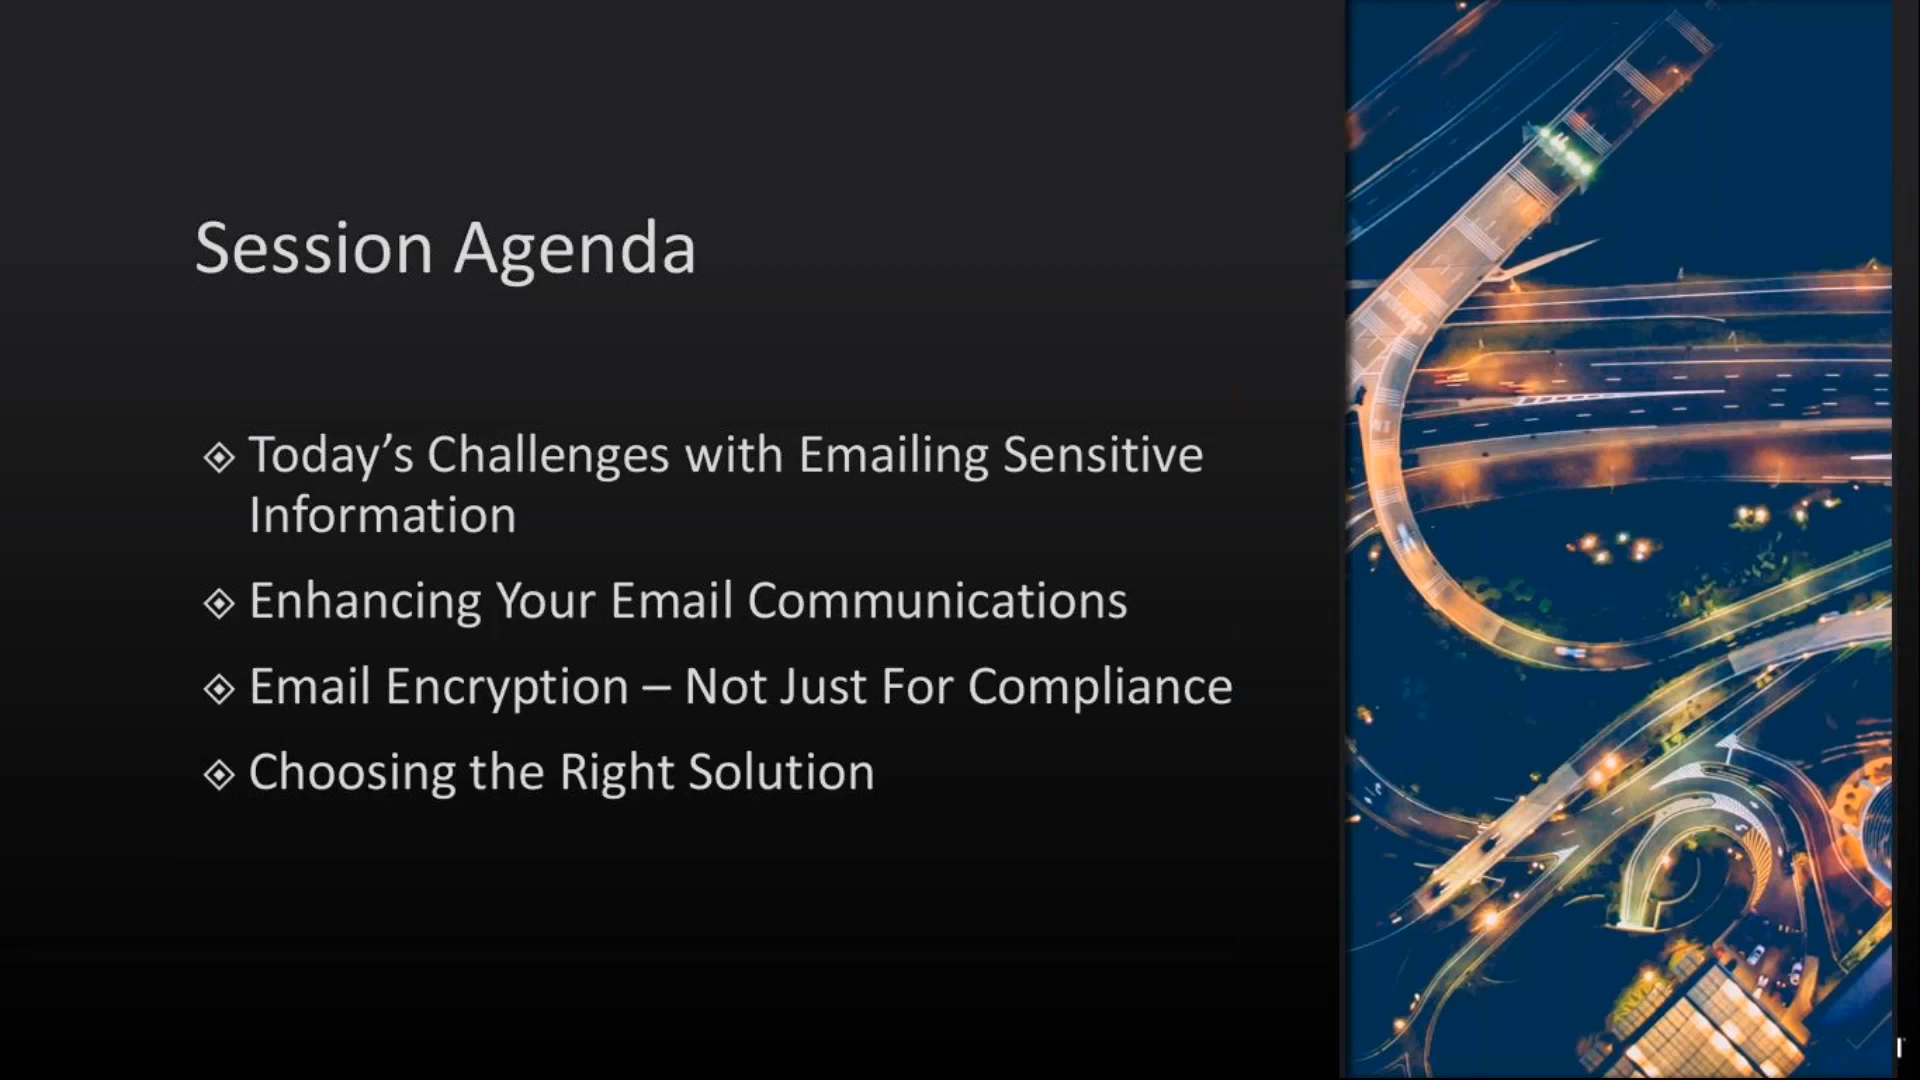 Session Agenda
Today’s Challenges with Emailing Sensitive
Information
Enhancing Your Email Communications
Email Encryption – Not Just For Compliance
Choosing the Right Solution